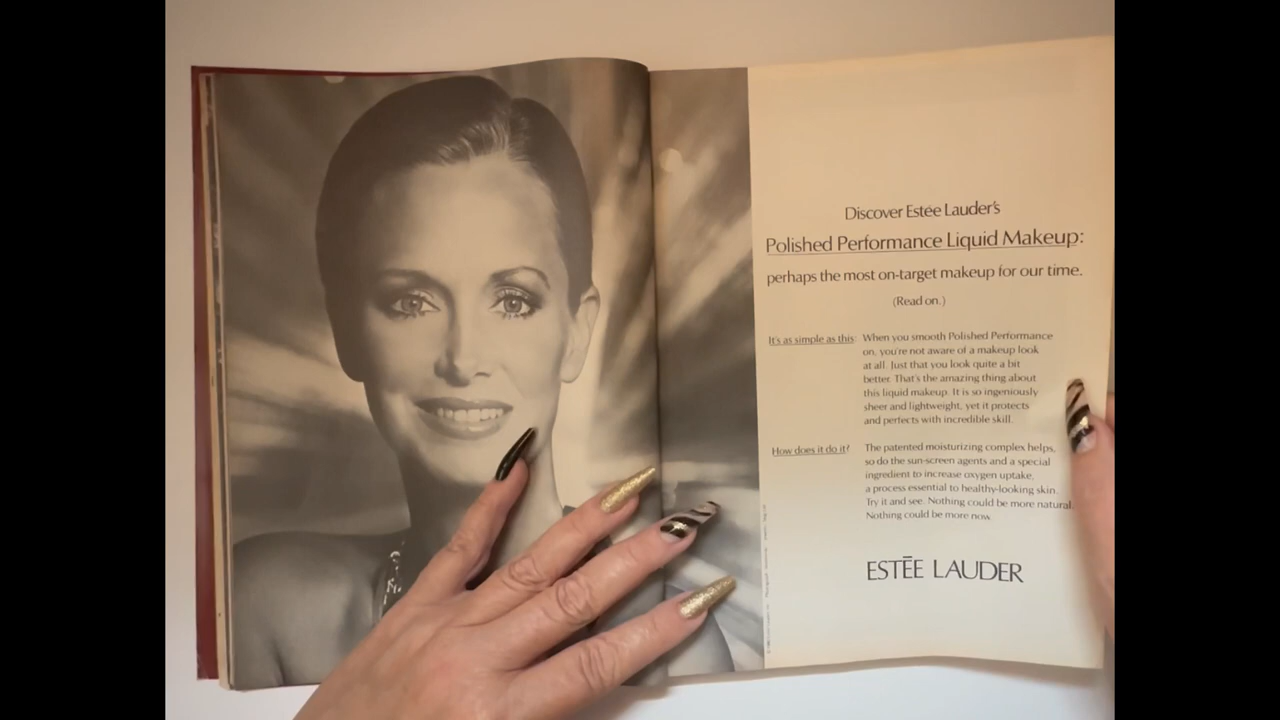 Discover Estée Lauder's
Polished Performance Liquid Makeup:
perhaps the most on-target makeup for our time.
(Read on.)
It's as simple as this: When you smooth Polished Performance
on, you're not aware of a makeup look
at all. Just that you look quite a bit
better. That's the amazing thing about
this liquid makeup. It is so ingeniously
sheer and lightweight, yet it protects
and perfects with incredible skill.
How does it do it? The patented moisturizing complex helps,
so do the sun-screen agents and a special
ingredient to increase oxygen uptake,
a process essential to healthy-looking skin.
Try it and see. Nothing could be more natural.
Nothing could be more now.
ESTĒE LAUDER